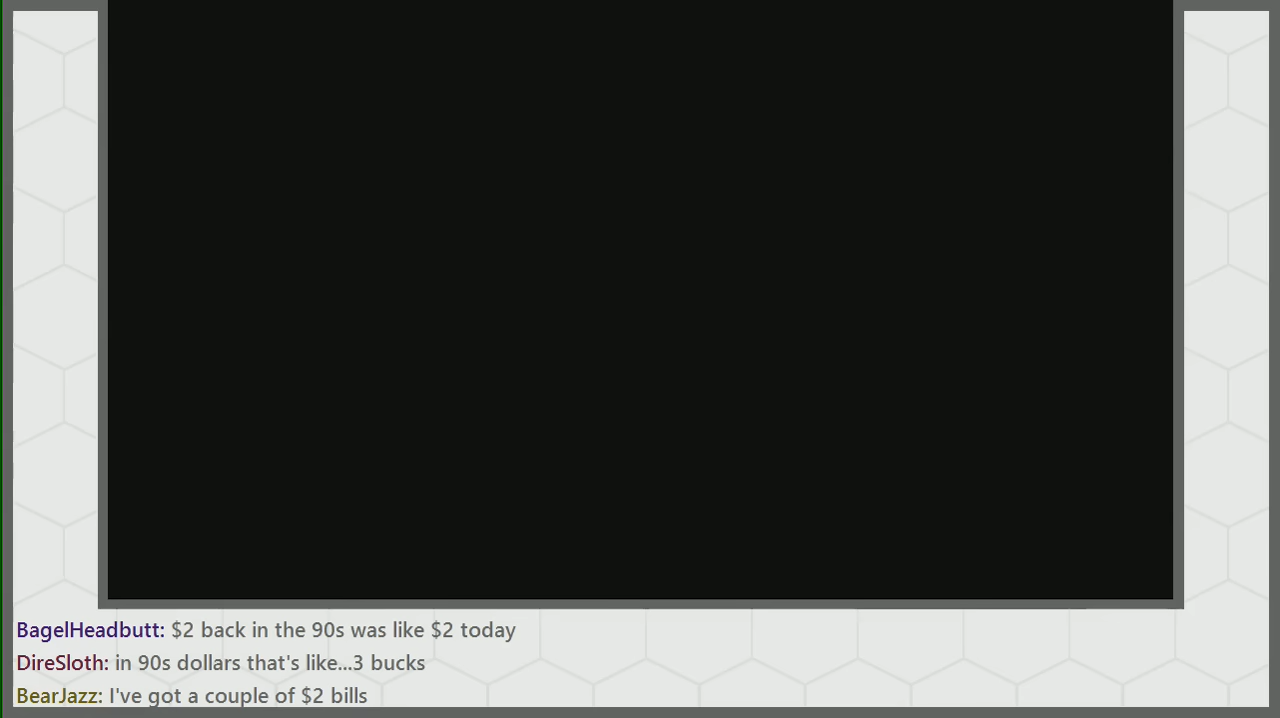 BagelHeadbutt: $2 back in the 90s was like $2 today
DireSloth: in 90s dollars that's like...3 bucks
BearJazz: I've got a couple of $2 bills